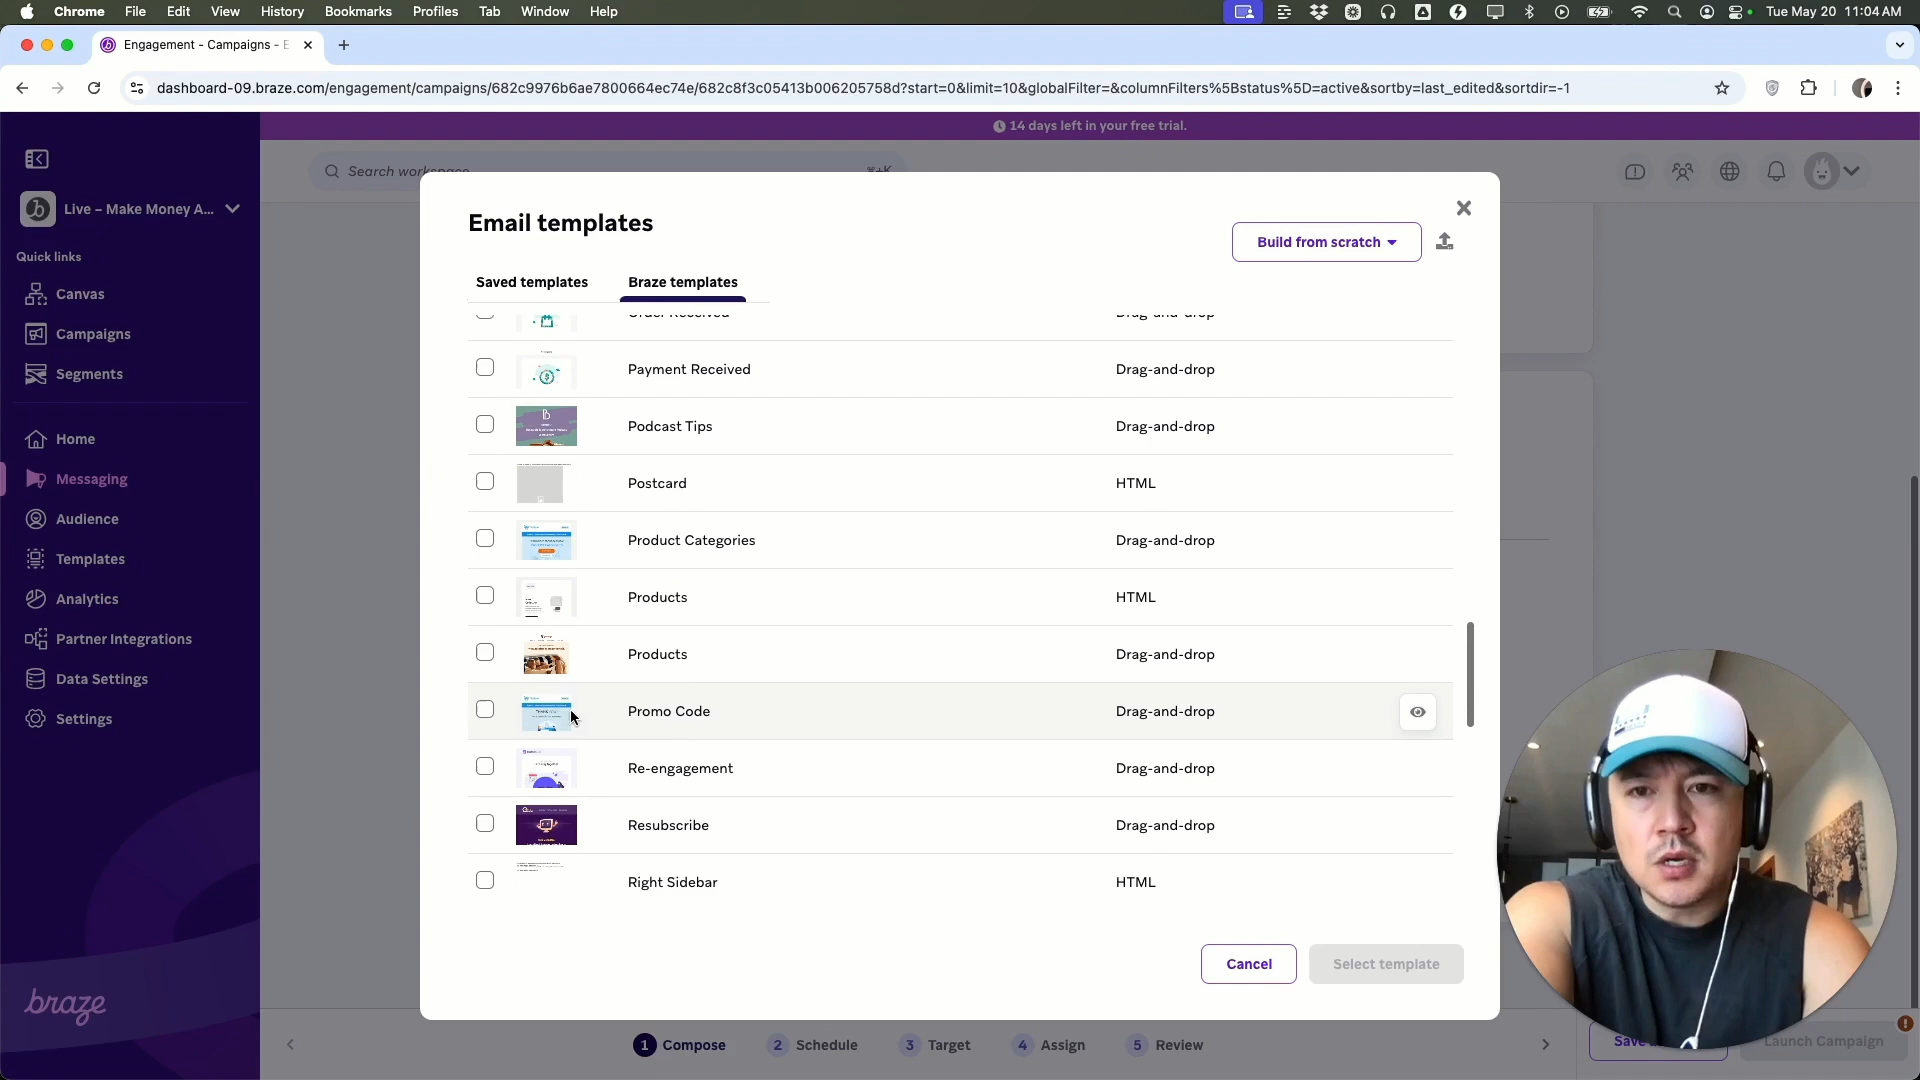 Chrome File Edit View History Bookmarks Profiles Tab Window Help Tue May 20 11:04 AM
Engagement - Campaigns - E
dashboard-09.braze.com/engagement/campaigns/682c9976b6ae7800664ec74e/682c8f3c05413b006205758d?start=0&limit=10&globalFilter=&columnFilters%5Bstatus%5D=active&sortby=last_edited&sortdir=-1
14 days left in your free trial.
Search workspace ⌘+K
Live – Make Money A...
Quick links
Canvas
Campaigns
Segments
Home
Messaging
Audience
Templates
Analytics
Partner Integrations
Data Settings
Settings
braze
Email templates
Build from scratch
Saved templates Braze templates
Order Received Drag-and-drop
Payment Received Drag-and-drop
Podcast Tips Drag-and-drop
Postcard HTML
Product Categories Drag-and-drop
Products HTML
Products Drag-and-drop
Promo Code Drag-and-drop
Re-engagement Drag-and-drop
Resubscribe Drag-and-drop
Right Sidebar HTML
Cancel Select template
1 Compose 2 Schedule 3 Target 4 Assign 5 Review
Save Launch Campaign